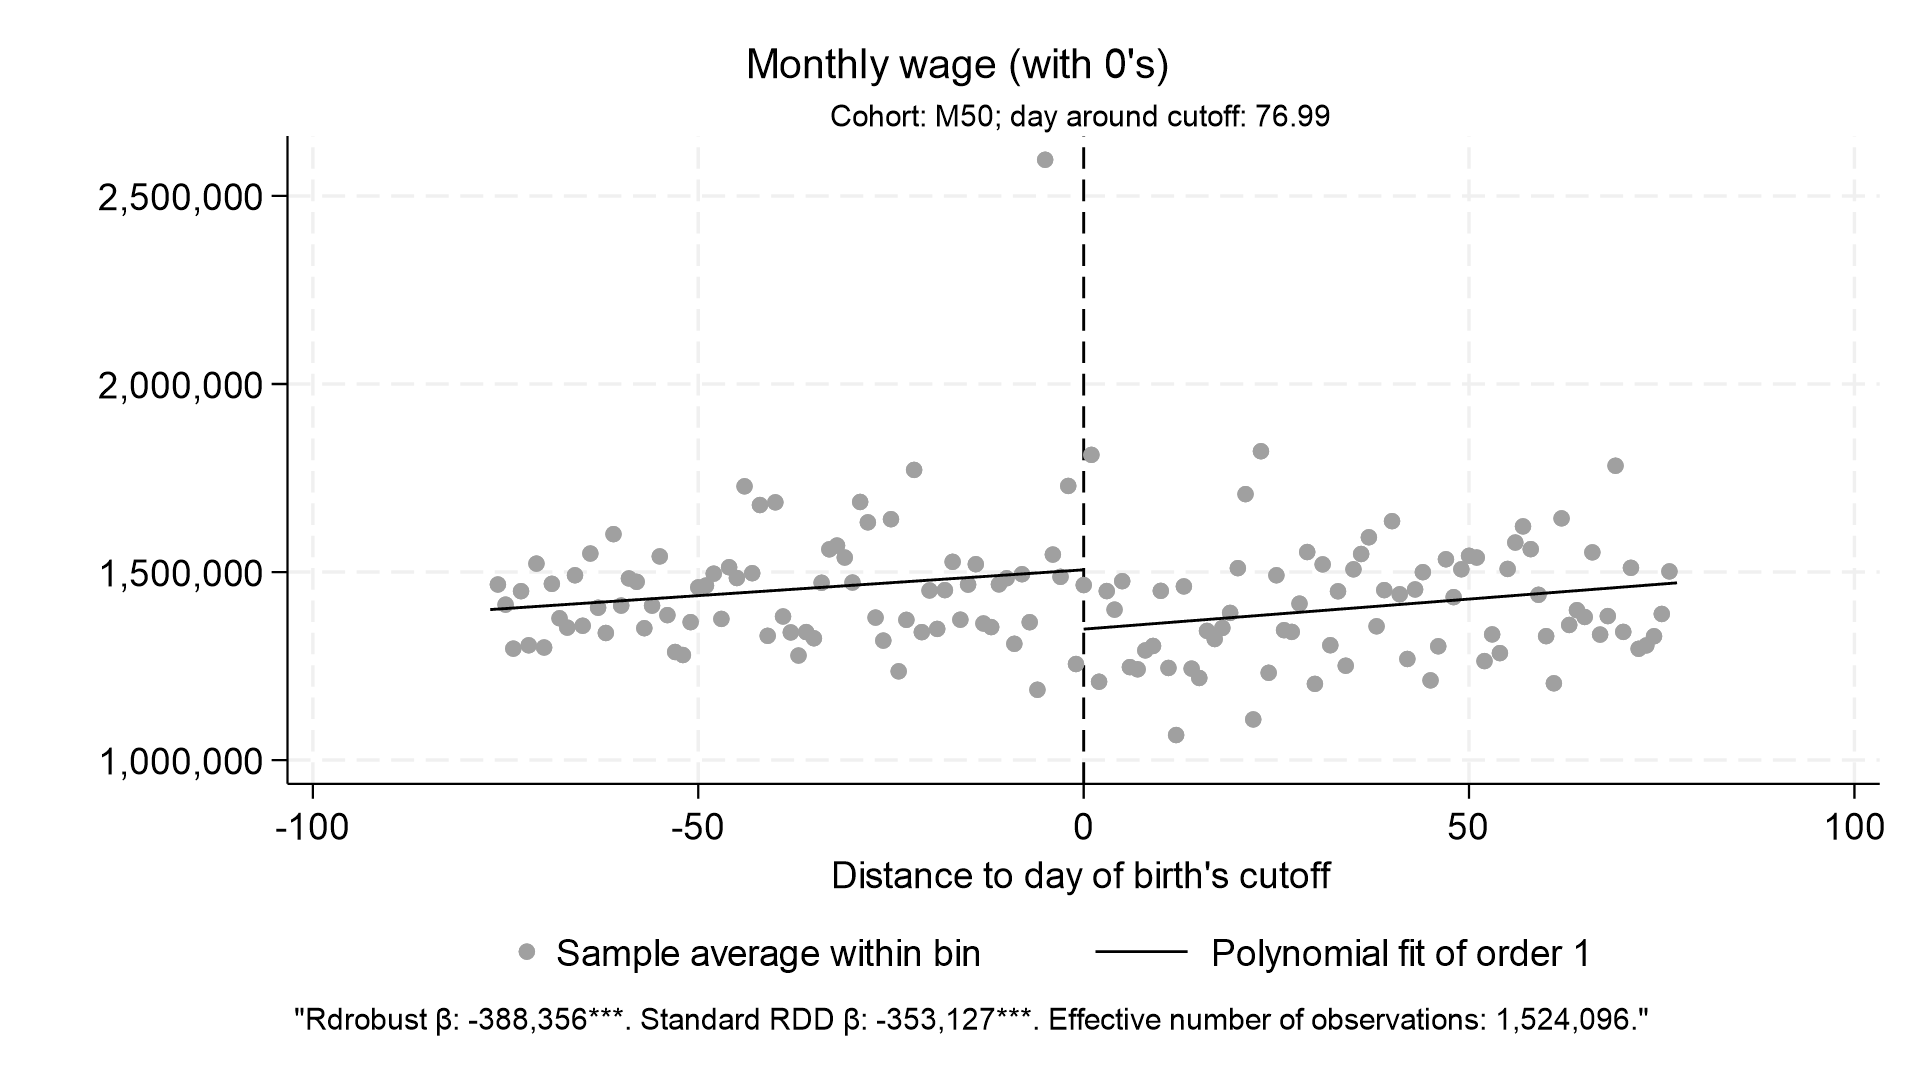 Monthly wage (with 0's)
Cohort: M50; day around cutoff: 76.99
2,500,000
2,000,000
1,500,000
1,000,000
-100 -50 0 50 100
Distance to day of birth's cutoff
Sample average within bin Polynomial fit of order 1
"Rdrobust β: -388,356***. Standard RDD β: -353,127***. Effective number of observations: 1,524,096."